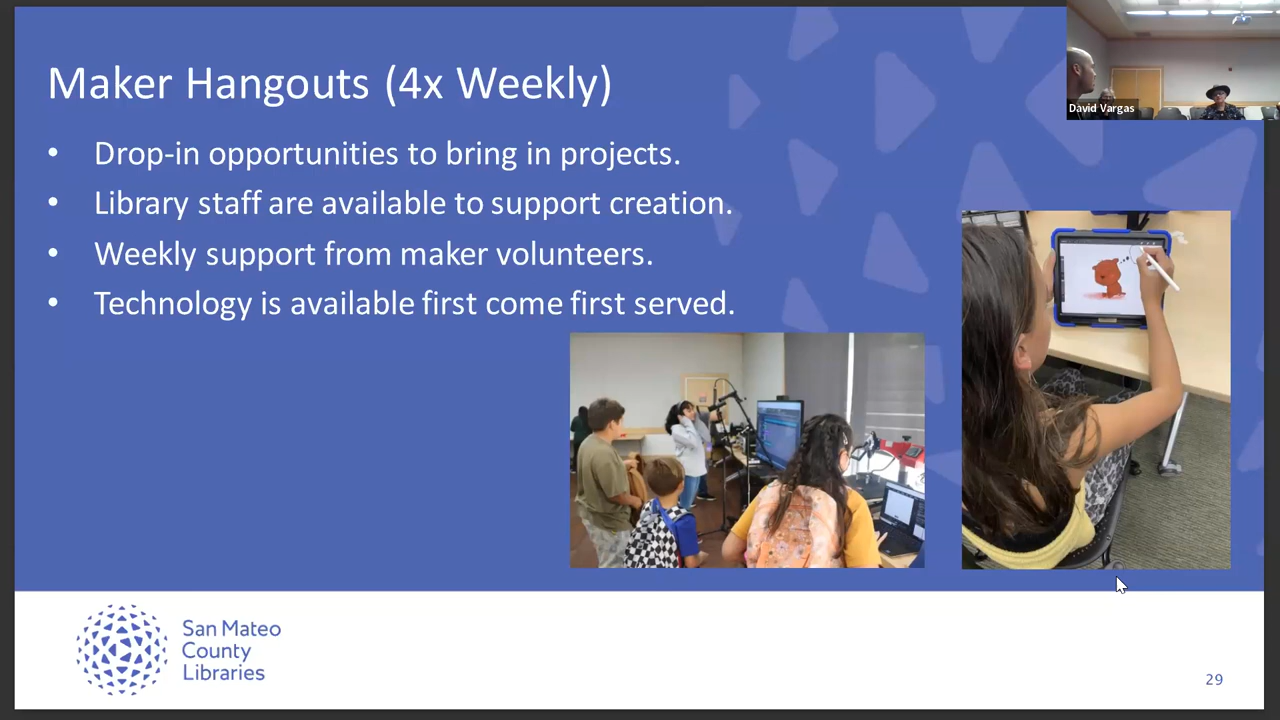 Maker Hangouts (4x Weekly)
• Drop-in opportunities to bring in projects.
• Library staff are available to support creation.
• Weekly support from maker volunteers.
• Technology is available first come first served.
David Vargas
San Mateo
County
Libraries
29